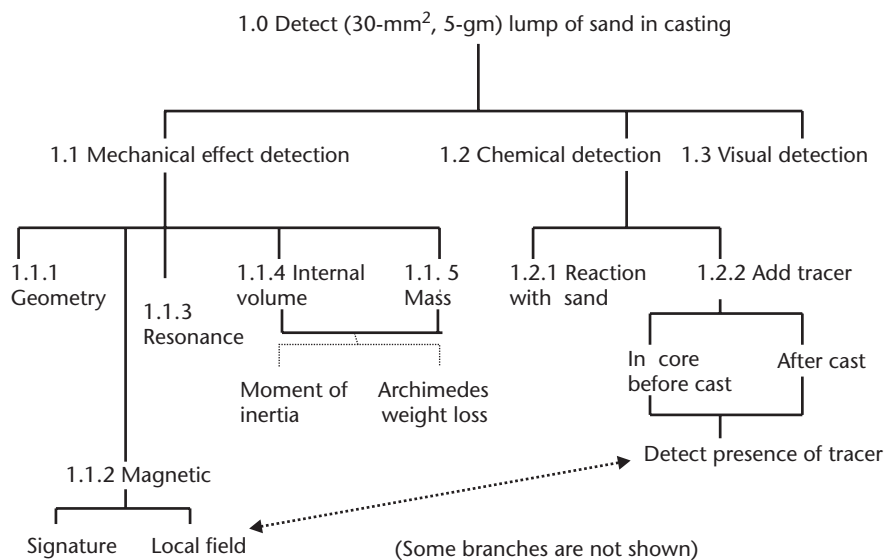 1.0 Detect (30-mm², 5-gm) lump of sand in casting
1.1 Mechanical effect detection
1.2 Chemical detection
1.3 Visual detection
1.1.1
Geometry
1.1.3
Resonance
1.1.4 Internal
volume
1.1. 5
Mass
1.2.1 Reaction
with sand
1.2.2 Add tracer
In core
before cast
After cast
Moment of
inertia
Archimedes
weight loss
Detect presence of tracer
1.1.2 Magnetic
Signature
Local field
(Some branches are not shown)